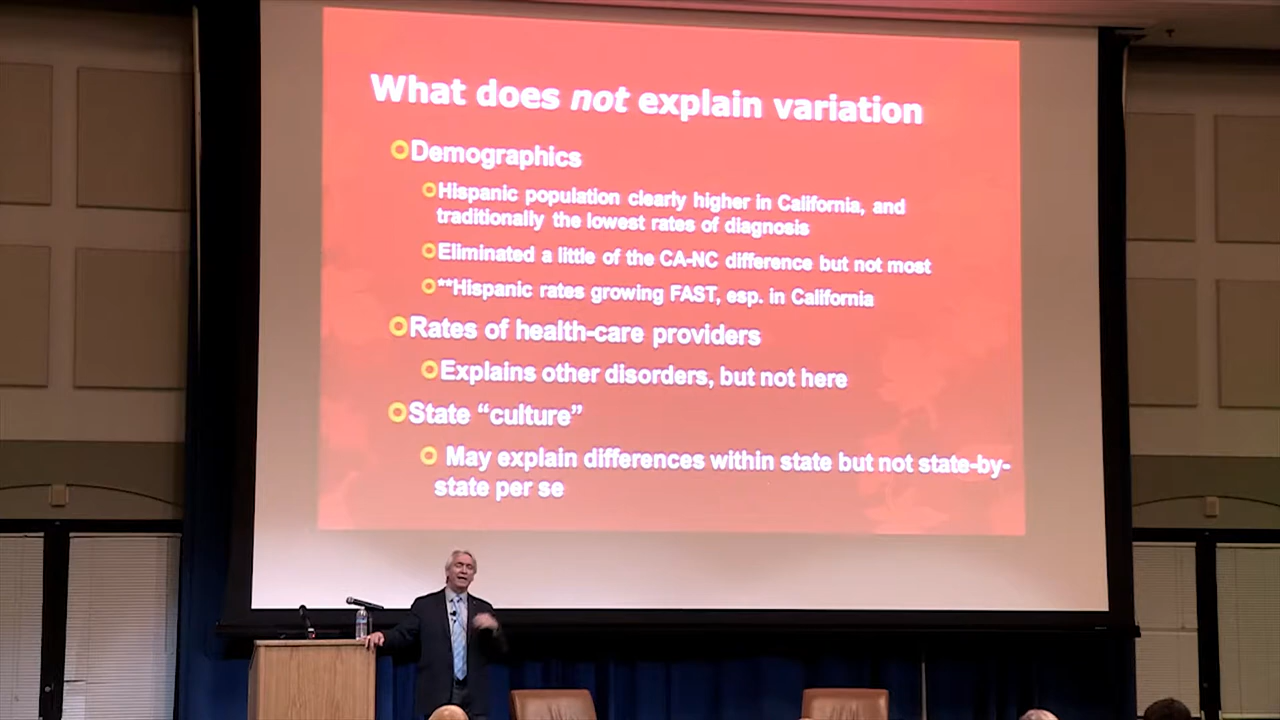 What does not explain variation
Demographics
Hispanic population clearly higher in California, and
traditionally the lowest rates of diagnosis
Eliminated a little of the CA-NC difference but not most
**Hispanic rates growing FAST, esp. in California
Rates of health-care providers
Explains other disorders, but not here
State “culture”
May explain differences within state but not state-by-
state per se